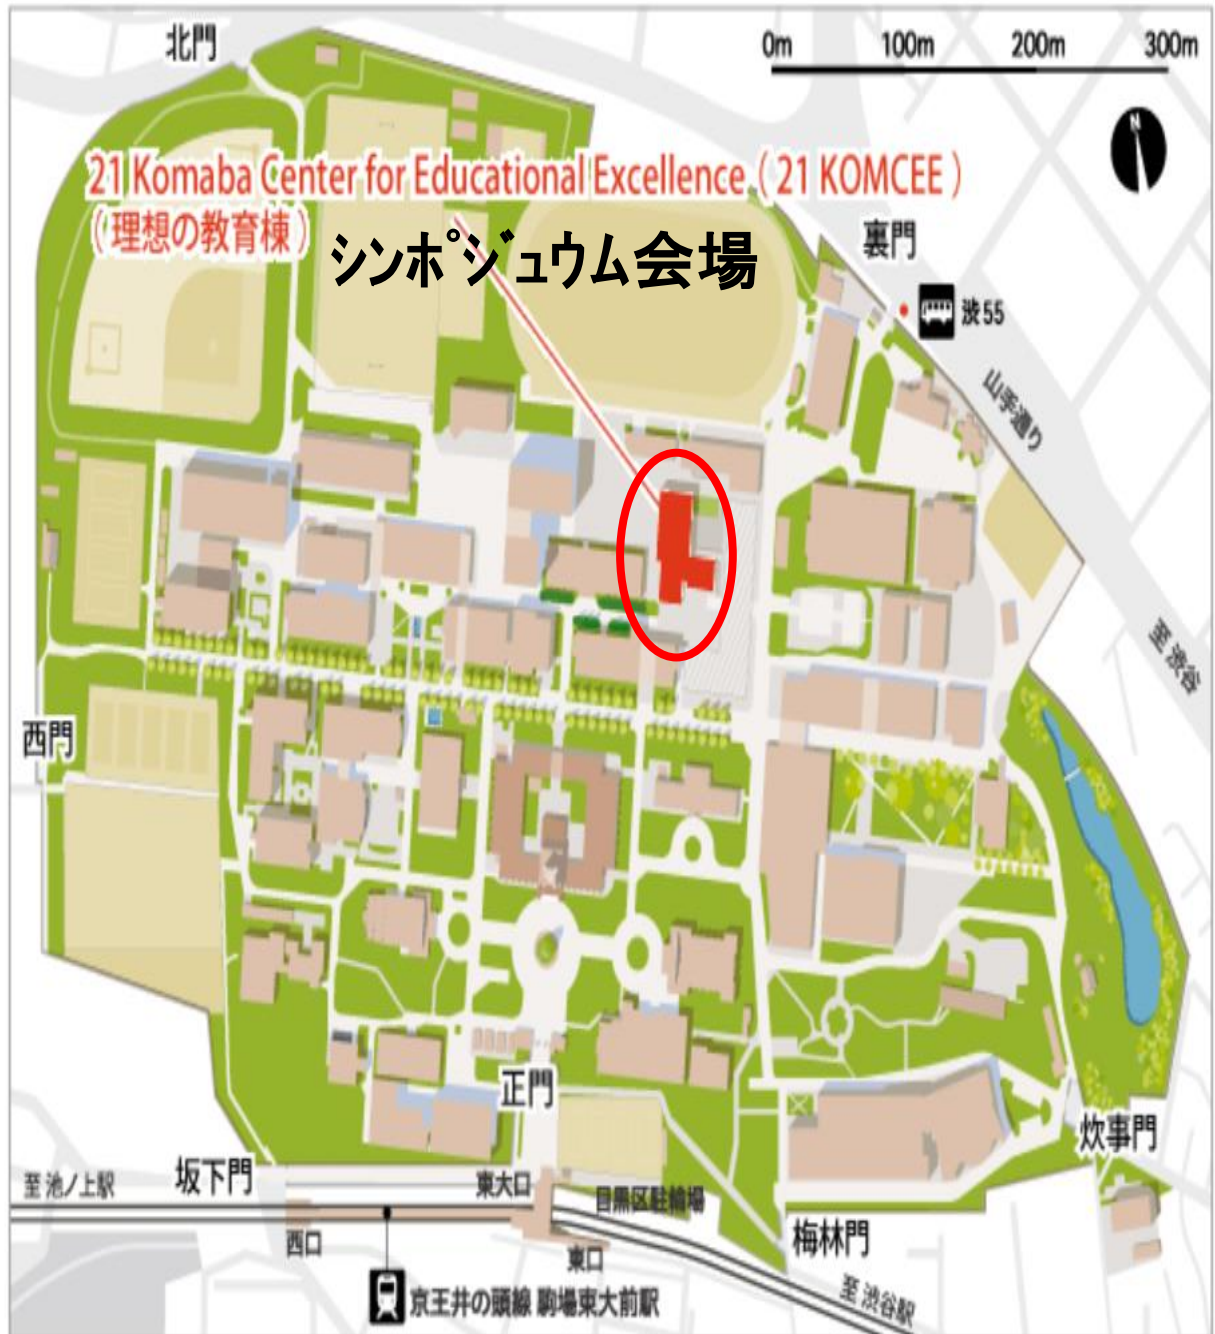 北門
0m 100m 200m 300m
N
21 Komaba Center for Educational Excellence ( 21 KOMCEE )
( 理想の教育棟 )
シンポジュウム会場
裏門
渋55
山手通り
至 渋谷
西門
正門
炊事門
至 池ノ上駅
坂下門
東大口
目黒区駐輪場
西口
東口
梅林門
京王井の頭線 駒場東大前駅
至 渋谷駅